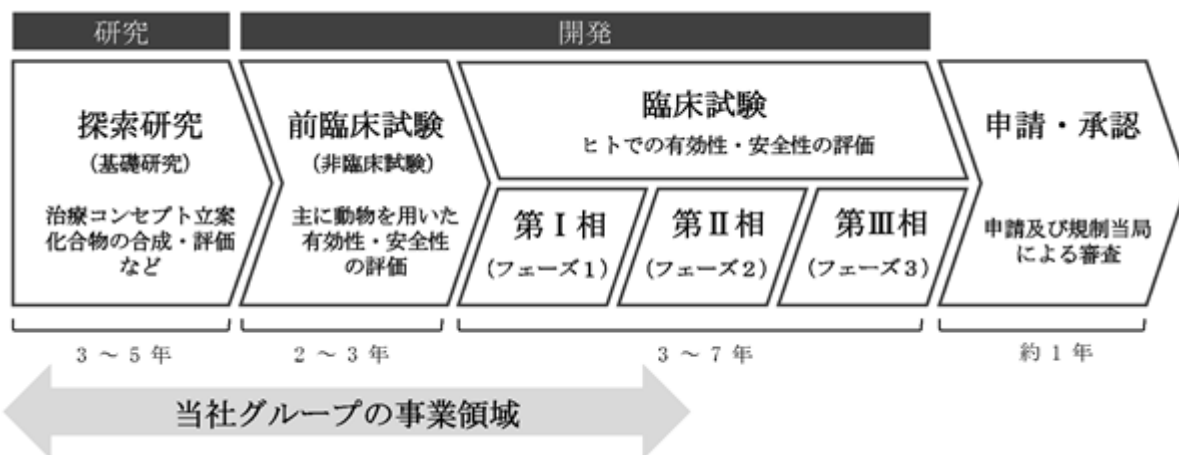 研究
開発
探索研究
(基礎研究)
治療コンセプト立案
化合物の合成・評価
など
前臨床試験
(非臨床試験)
主に動物を用いた
有効性・安全性
の評価
臨床試験
ヒトでの有効性・安全性の評価
第Ⅰ相
(フェーズ1)
第Ⅱ相
(フェーズ2)
第Ⅲ相
(フェーズ3)
申請・承認
申請及び規制当局
による審査
3 ~ 5 年
2 ~ 3 年
3 ~ 7 年
約 1 年
当社グループの事業領域